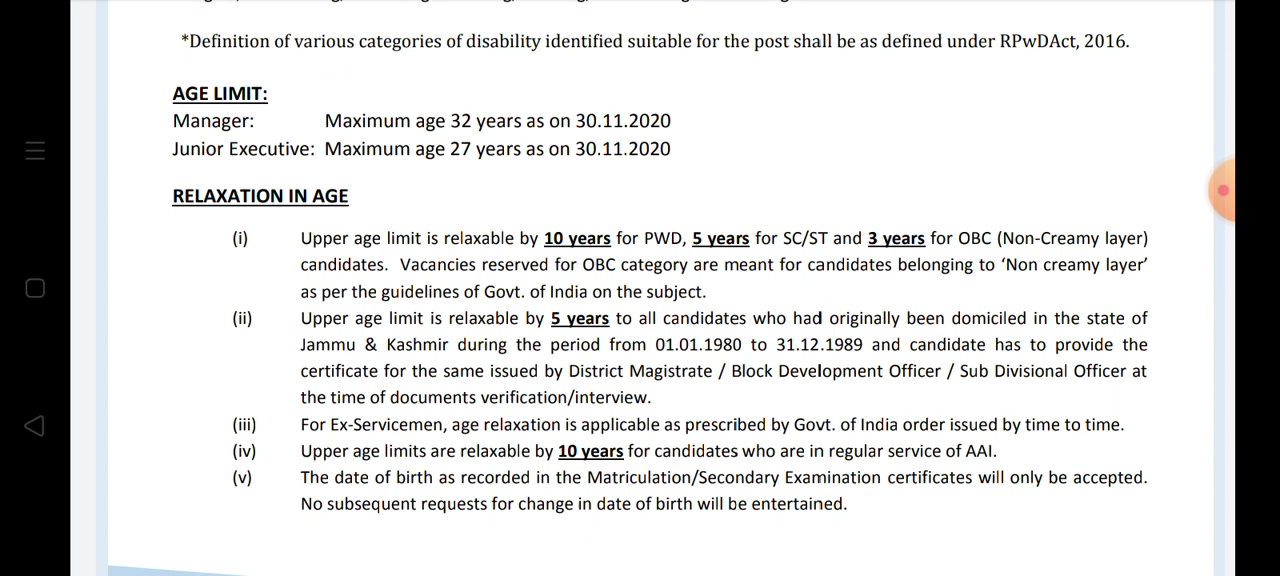 *Definition of various categories of disability identified suitable for the post shall be as defined under RPwDAct, 2016.
AGE LIMIT:
Manager: Maximum age 32 years as on 30.11.2020
Junior Executive: Maximum age 27 years as on 30.11.2020
RELAXATION IN AGE
(i) Upper age limit is relaxable by 10 years for PWD, 5 years for SC/ST and 3 years for OBC (Non-Creamy layer)
candidates. Vacancies reserved for OBC category are meant for candidates belonging to ‘Non creamy layer’
as per the guidelines of Govt. of India on the subject.
(ii) Upper age limit is relaxable by 5 years to all candidates who had originally been domiciled in the state of
Jammu & Kashmir during the period from 01.01.1980 to 31.12.1989 and candidate has to provide the
certificate for the same issued by District Magistrate / Block Development Officer / Sub Divisional Officer at
the time of documents verification/interview.
(iii) For Ex-Servicemen, age relaxation is applicable as prescribed by Govt. of India order issued by time to time.
(iv) Upper age limits are relaxable by 10 years for candidates who are in regular service of AAI.
(v) The date of birth as recorded in the Matriculation/Secondary Examination certificates will only be accepted.
No subsequent requests for change in date of birth will be entertained.